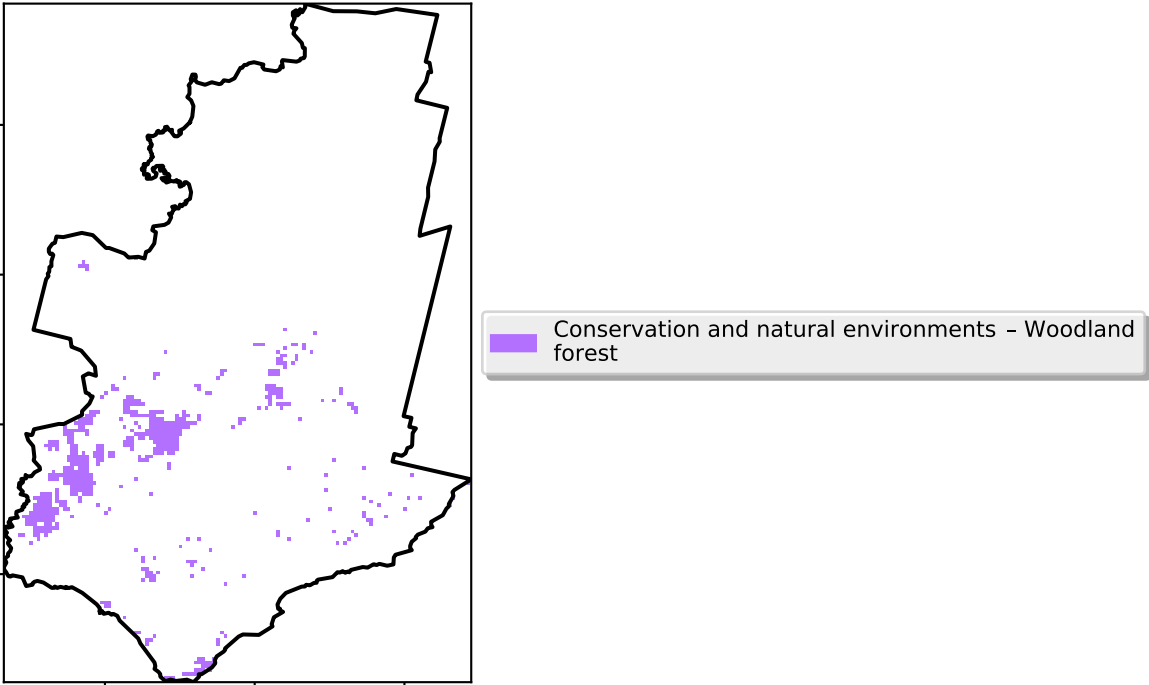 Conservation and natural environments – Woodland
forest